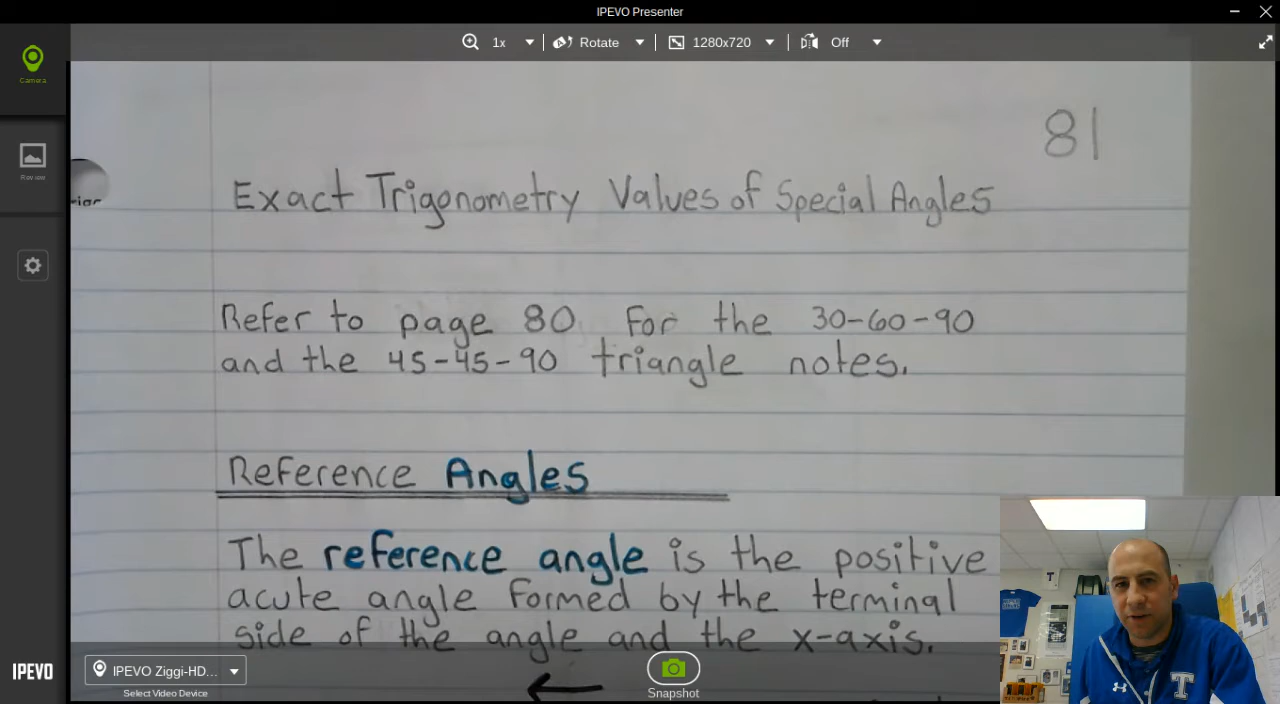 IPEVO Presenter
1x
Rotate
1280x720
Off
Camera
81
Exact Trigonometry Values of Special Angles
Review
Refer to page 80 for the 30-60-90
and the 45-45-90 triangle notes.
Reference Angles
The reference angle is the positive
acute angle formed by the terminal
side of the angle and the x-axis.
IPEVO
IPEVO Ziggi-HD...
Select Video Device
Snapshot
T
T